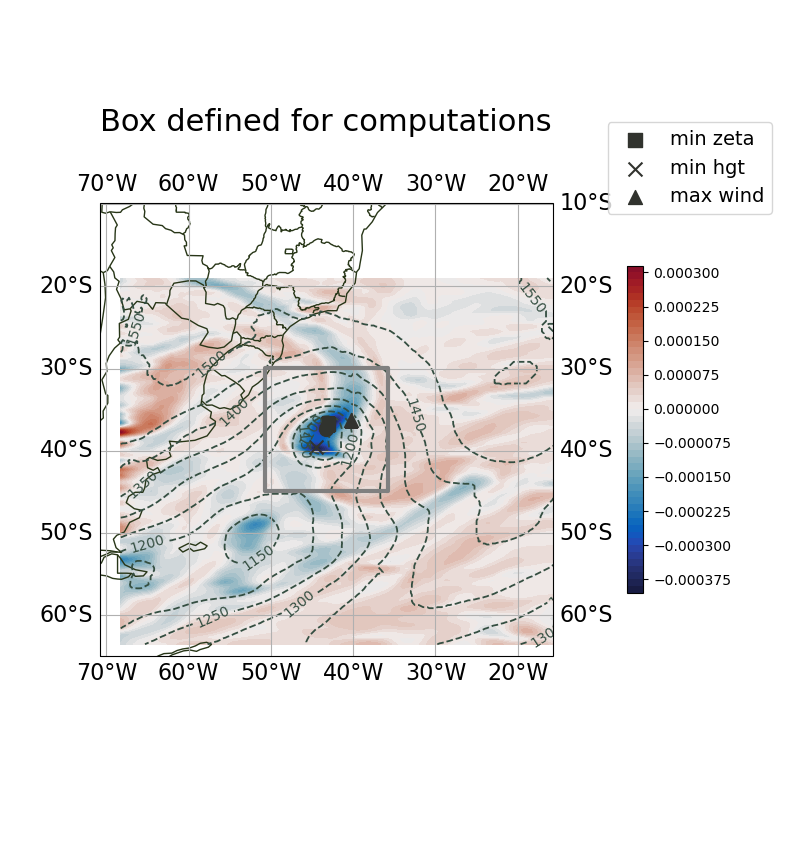 Box defined for computations
min zeta
min hgt
max wind
70°W 60°W 50°W 40°W 30°W 20°W
10°S
20°S 20°S
30°S 30°S
40°S 40°S
50°S 50°S
60°S 60°S
70°W 60°W 50°W 40°W 30°W 20°W
0.000300
0.000225
0.000150
0.000075
0.000000
−0.000075
−0.000150
−0.000225
−0.000300
−0.000375
1550
1550
1500
1400
1450
1200
1350
1200
1150
1250
1300
130